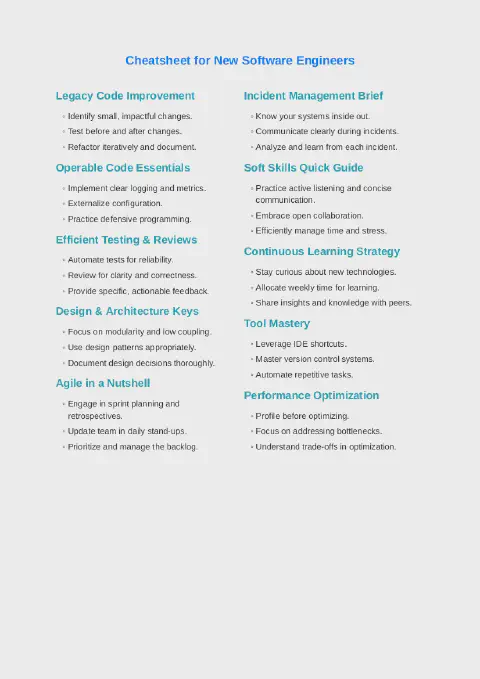 Cheatsheet for New Software Engineers
Legacy Code Improvement
◦ Identify small, impactful changes.
◦ Test before and after changes.
◦ Refactor iteratively and document.
Operable Code Essentials
◦ Implement clear logging and metrics.
◦ Externalize configuration.
◦ Practice defensive programming.
Efficient Testing & Reviews
◦ Automate tests for reliability.
◦ Review for clarity and correctness.
◦ Provide specific, actionable feedback.
Design & Architecture Keys
◦ Focus on modularity and low coupling.
◦ Use design patterns appropriately.
◦ Document design decisions thoroughly.
Agile in a Nutshell
◦ Engage in sprint planning and
retrospectives.
◦ Update team in daily stand-ups.
◦ Prioritize and manage the backlog.
Incident Management Brief
◦ Know your systems inside out.
◦ Communicate clearly during incidents.
◦ Analyze and learn from each incident.
Soft Skills Quick Guide
◦ Practice active listening and concise
communication.
◦ Embrace open collaboration.
◦ Efficiently manage time and stress.
Continuous Learning Strategy
◦ Stay curious about new technologies.
◦ Allocate weekly time for learning.
◦ Share insights and knowledge with peers.
Tool Mastery
◦ Leverage IDE shortcuts.
◦ Master version control systems.
◦ Automate repetitive tasks.
Performance Optimization
◦ Profile before optimizing.
◦ Focus on addressing bottlenecks.
◦ Understand trade-offs in optimization.